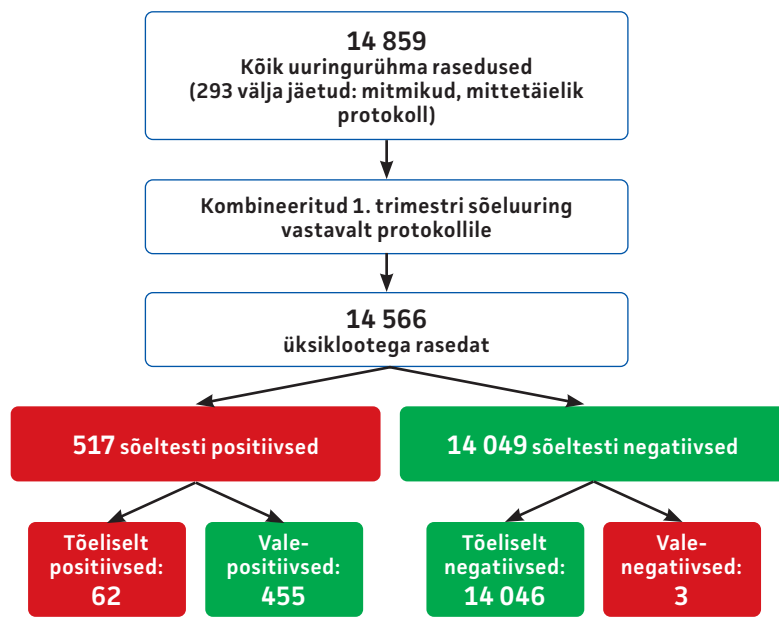 14 859
Kõik uuringurühma rasedused
(293 välja jäetud: mitmikud, mittetäielik
protokoll)
Kombineeritud 1. trimestri sõeluuring
vastavalt protokollile
14 566
üksiklootega rasedat
517 sõeltesti positiivsed
14 049 sõeltesti negatiivsed
Tõeliselt
positiivsed:
62
Vale-
positiivsed:
455
Tõeliselt
negatiivsed:
14 046
Vale-
negatiivsed:
3